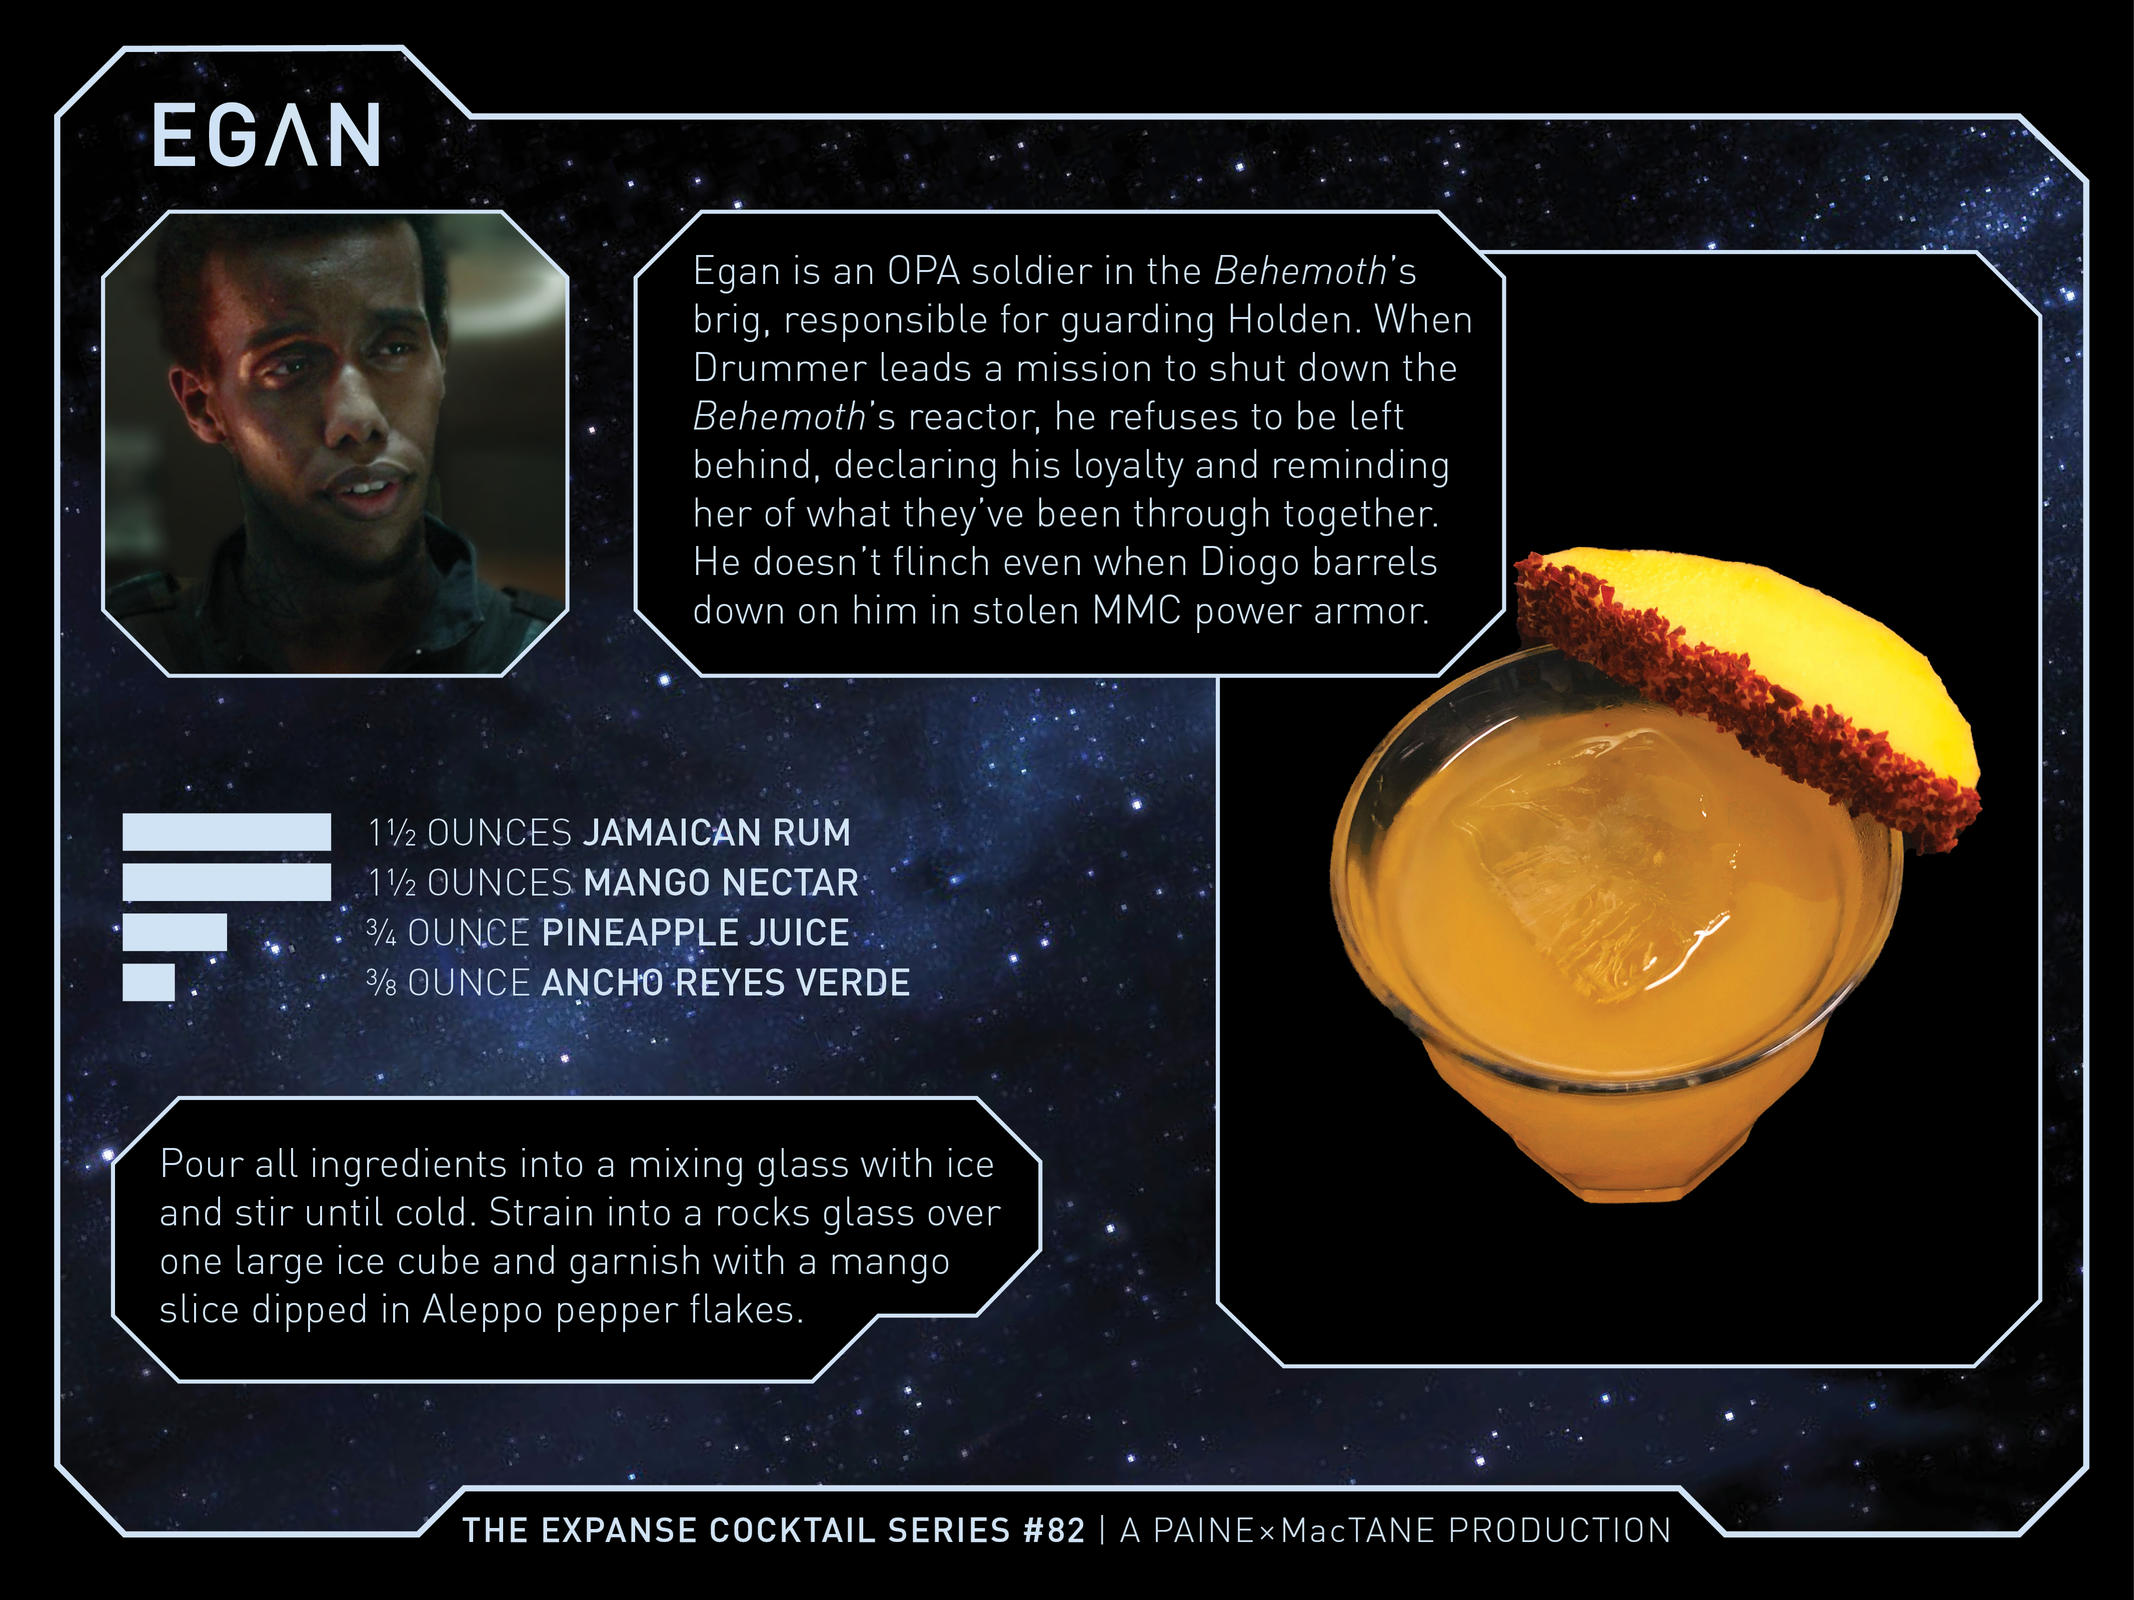 EGAN
Egan is an OPA soldier in the Behemoth’s
brig, responsible for guarding Holden. When
Drummer leads a mission to shut down the
Behemoth’s reactor, he refuses to be left
behind, declaring his loyalty and reminding
her of what they’ve been through together.
He doesn’t flinch even when Diogo barrels
down on him in stolen MMC power armor.
1½ OUNCES JAMAICAN RUM
1½ OUNCES MANGO NECTAR
¾ OUNCE PINEAPPLE JUICE
⅜ OUNCE ANCHO REYES VERDE
Pour all ingredients into a mixing glass with ice
and stir until cold. Strain into a rocks glass over
one large ice cube and garnish with a mango
slice dipped in Aleppo pepper flakes.
THE EXPANSE COCKTAIL SERIES #82 | A PAINE×MacTANE PRODUCTION